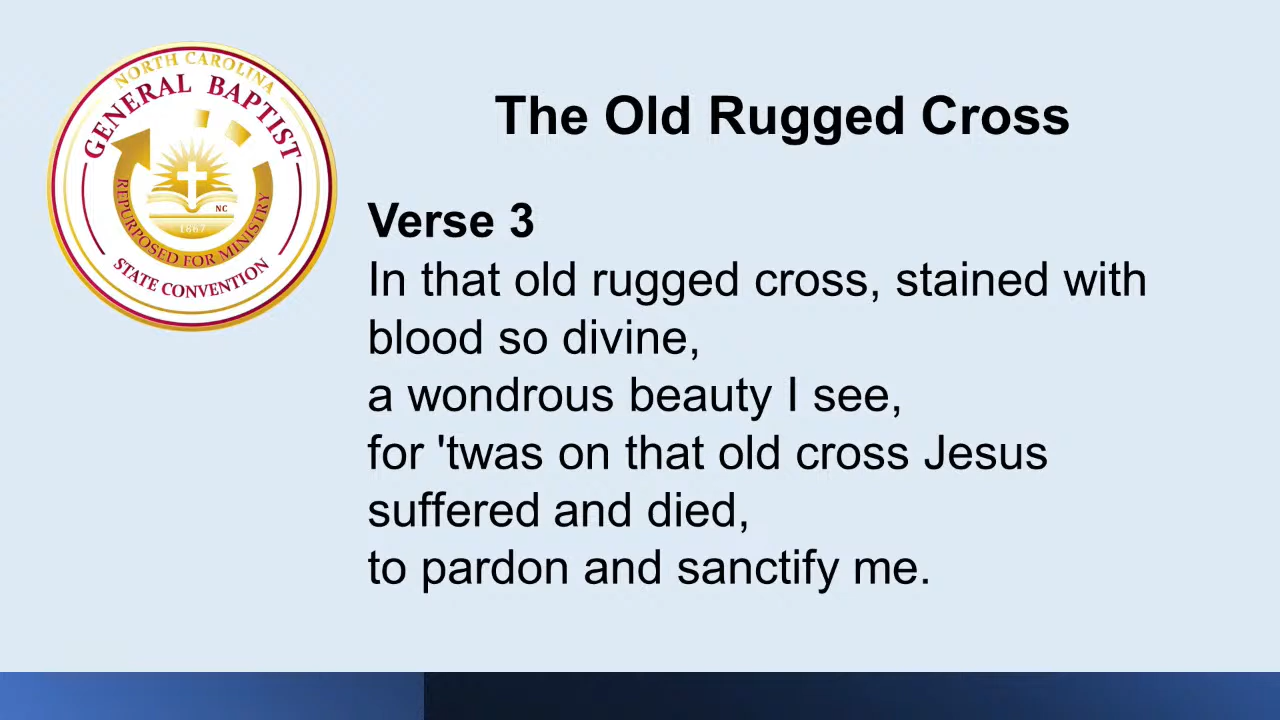 NORTH CAROLINA
GENERAL BAPTIST
REPURPOSED FOR MINISTRY
NC
1867
STATE CONVENTION
The Old Rugged Cross
Verse 3
In that old rugged cross, stained with
blood so divine,
a wondrous beauty I see,
for 'twas on that old cross Jesus
suffered and died,
to pardon and sanctify me.